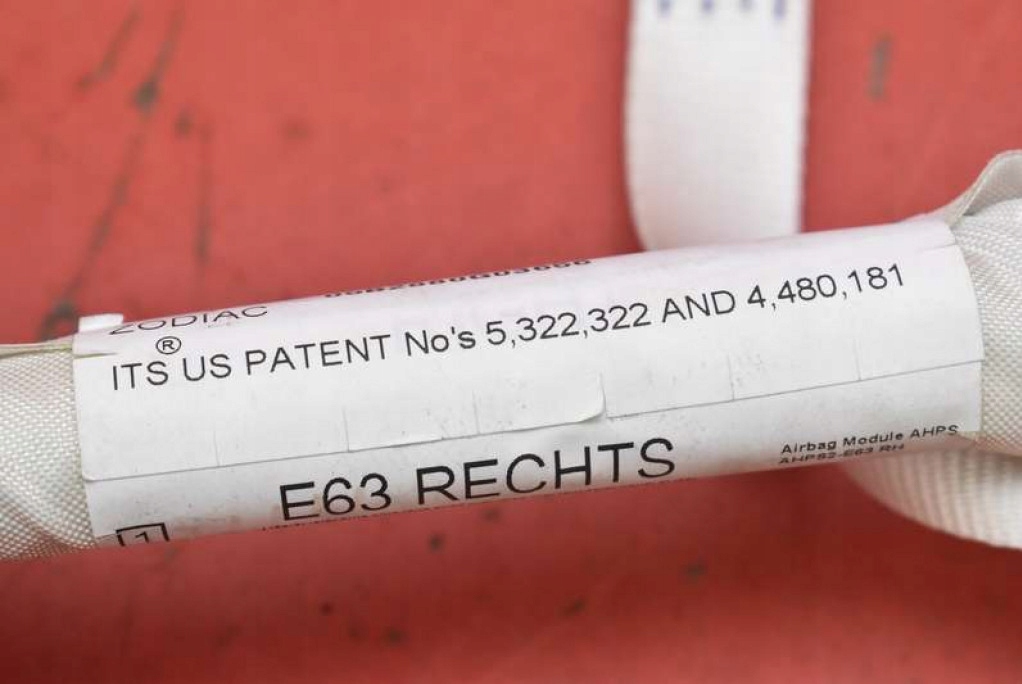 ZODIAC
®
ITS US PATENT No's 5,322,322 AND 4,480,181
E63 RECHTS
Airbag Module AHPS
AHPS2-E63 RH
1